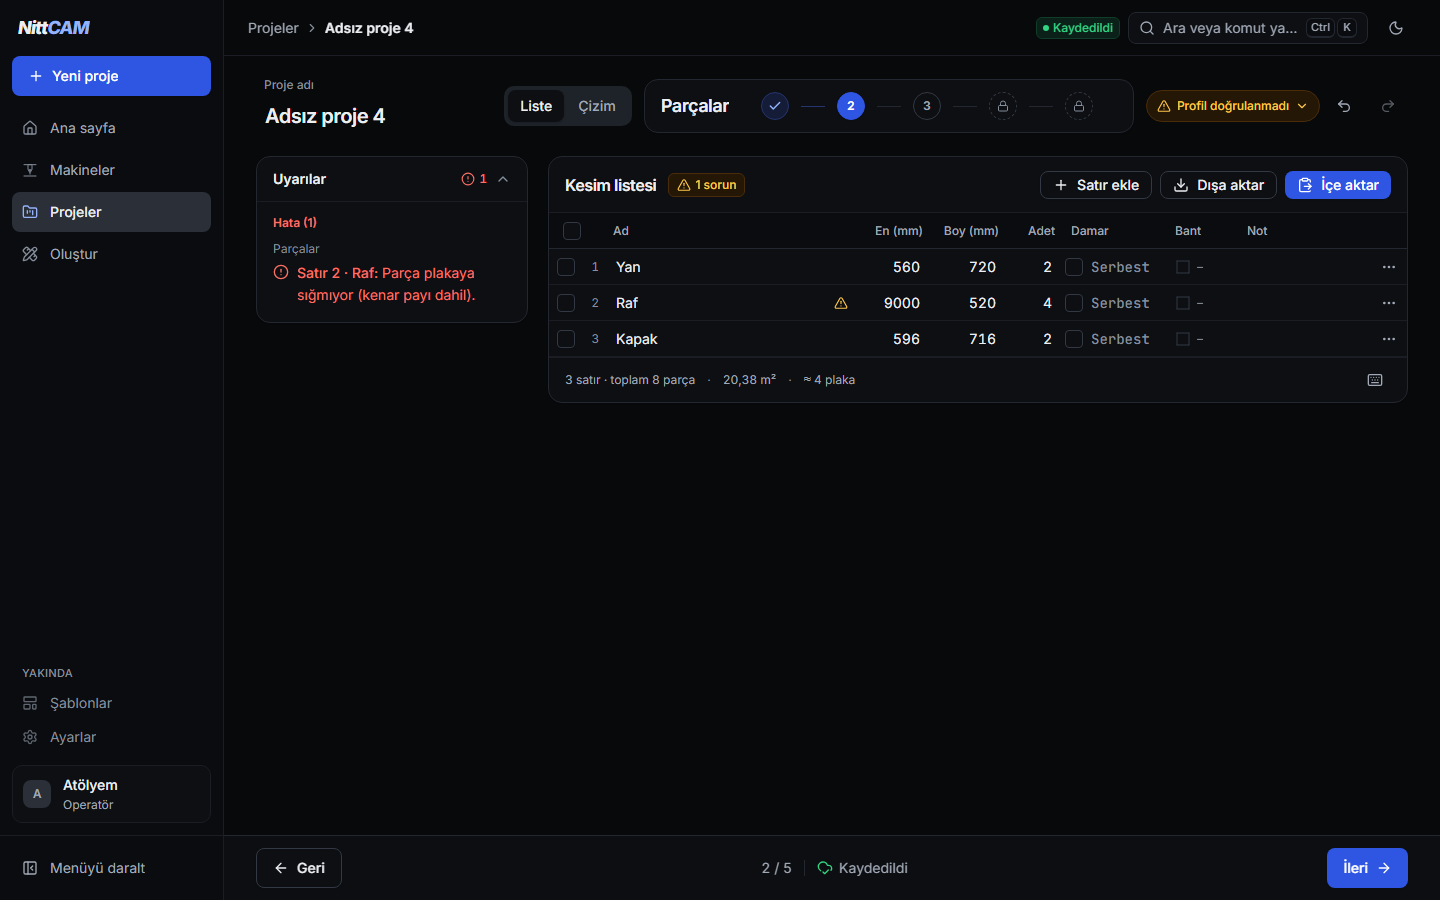 NittCAM
Yeni proje
Ana sayfa
Makineler
Projeler
Oluştur
YAKINDA
Şablonlar
Ayarlar
A
Atölyem
Operatör
Menüyü daralt
Projeler > Adsız proje 4
Kaydedildi
Ara veya komut ya... Ctrl K
Proje adı
Adsız proje 4
Liste Çizim
Parçalar 2 3
Profil doğrulanmadı
Uyarılar 1
Hata (1)
Parçalar
Satır 2 · Raf: Parça plakaya
sığmıyor (kenar payı dahil).
Kesim listesi 1 sorun
Satır ekle Dışa aktar İçe aktar
Ad En (mm) Boy (mm) Adet Damar Bant Not
1 Yan 560 720 2 Serbest –
2 Raf 9000 520 4 Serbest –
3 Kapak 596 716 2 Serbest –
3 satır · toplam 8 parça · 20,38 m² · ≈ 4 plaka
Geri
2 / 5 Kaydedildi
İleri